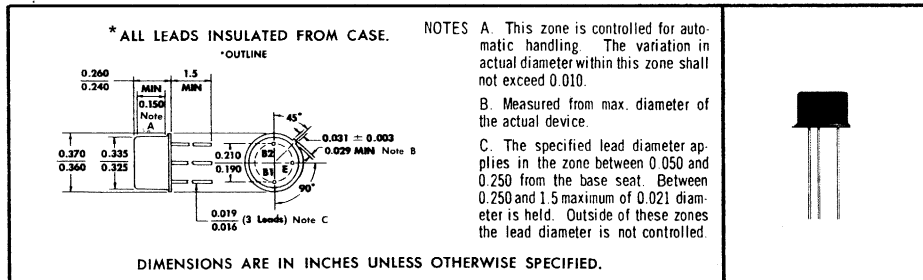 *ALL LEADS INSULATED FROM CASE.
*OUTLINE
0.260
0.240
1.5
MIN
MIN
0.150
Note
A
45°
0.031 ± 0.003
0.029 MIN Note B
0.370
0.360
0.335
0.325
0.210
0.190
B2
B1
E
90°
0.019
0.016
(3 Leads) Note C
NOTES A. This zone is controlled for auto-
matic handling. The variation in
actual diameter within this zone shall
not exceed 0.010.
B. Measured from max. diameter of
the actual device.
C. The specified lead diameter ap-
plies in the zone between 0.050 and
0.250 from the base seat. Between
0.250 and 1.5 maximum of 0.021 diam-
eter is held. Outside of these zones
the lead diameter is not controlled.
DIMENSIONS ARE IN INCHES UNLESS OTHERWISE SPECIFIED.